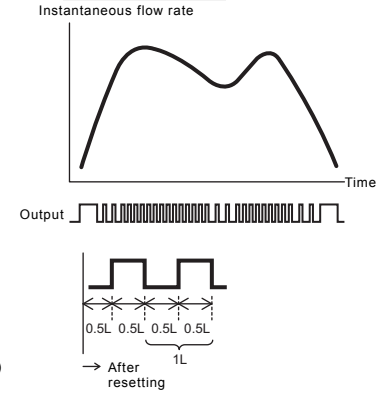 Instantaneous flow rate
Time
Output
0.5L 0.5L 0.5L 0.5L
1L
After
resetting
)